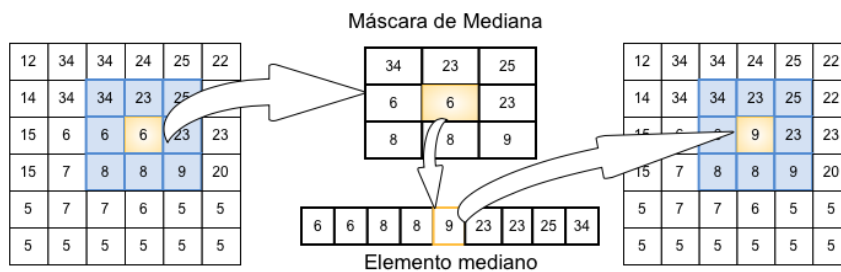 Máscara de Mediana
12 34 34 24 25 22
14 34 34 23 25
15 6 6 6 23 23
15 7 8 8 9 20
5 7 7 6 5 5
5 5 5 5 5 5
34 23 25
6 6 23
8 8 9
6 6 8 8 9 23 23 25 34
Elemento mediano
12 34 34 24 25 22
14 34 34 23 25 22
15 9 23 23
15 7 8 8 9 20
5 7 7 6 5 5
5 5 5 5 5 5